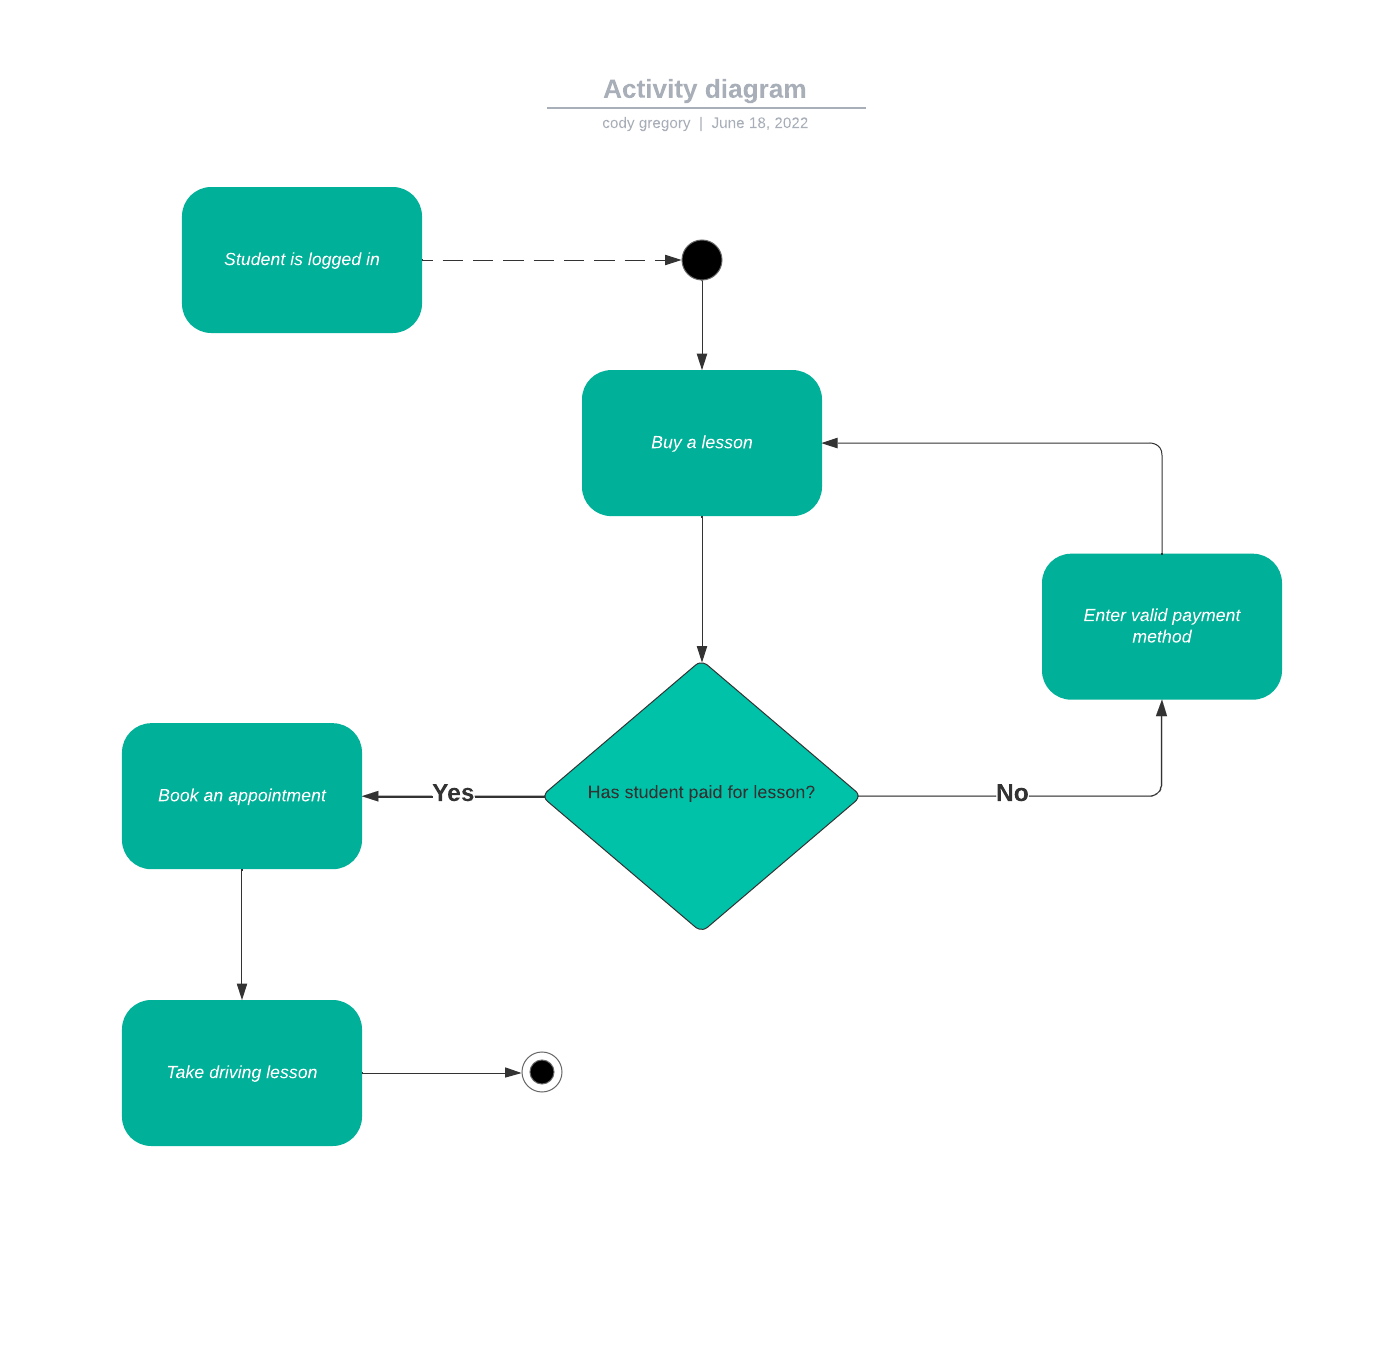 Activity diagram
cody gregory | June 18, 2022
Student is logged in
Buy a lesson
Enter valid payment
method
Book an appointment
Yes
Has student paid for lesson?
No
Take driving lesson